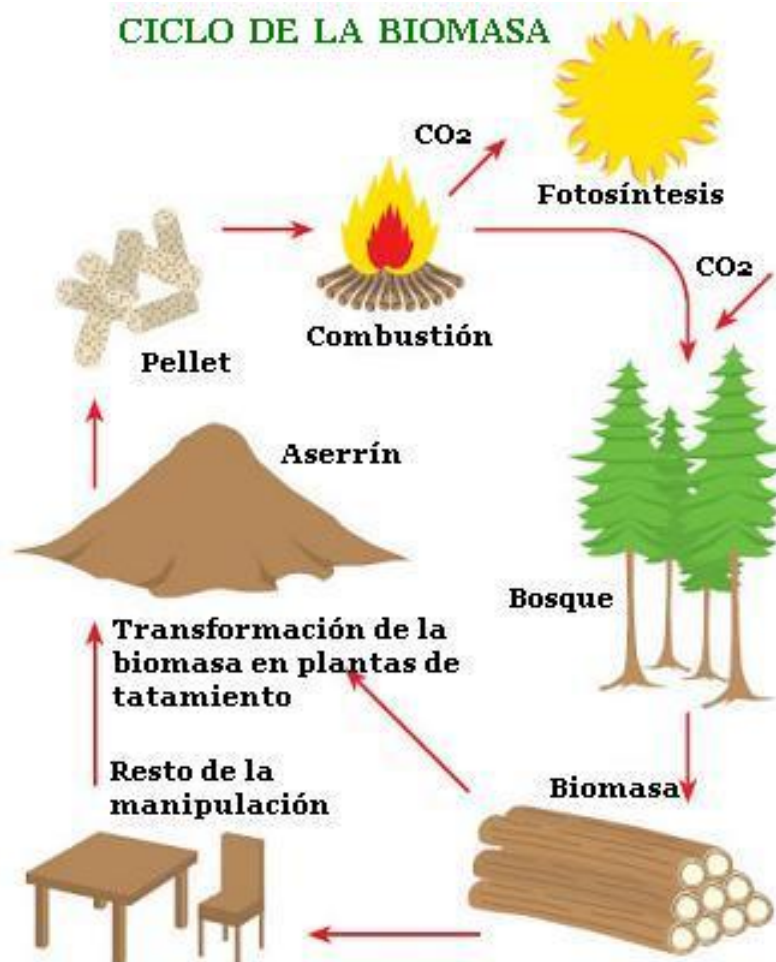 CICLO DE LA BIOMASA
CO2
Fotosíntesis
CO2
Combustión
Pellet
Aserrín
Bosque
Transformación de la
biomasa en plantas de
tatamiento
Resto de la
manipulación
Biomasa